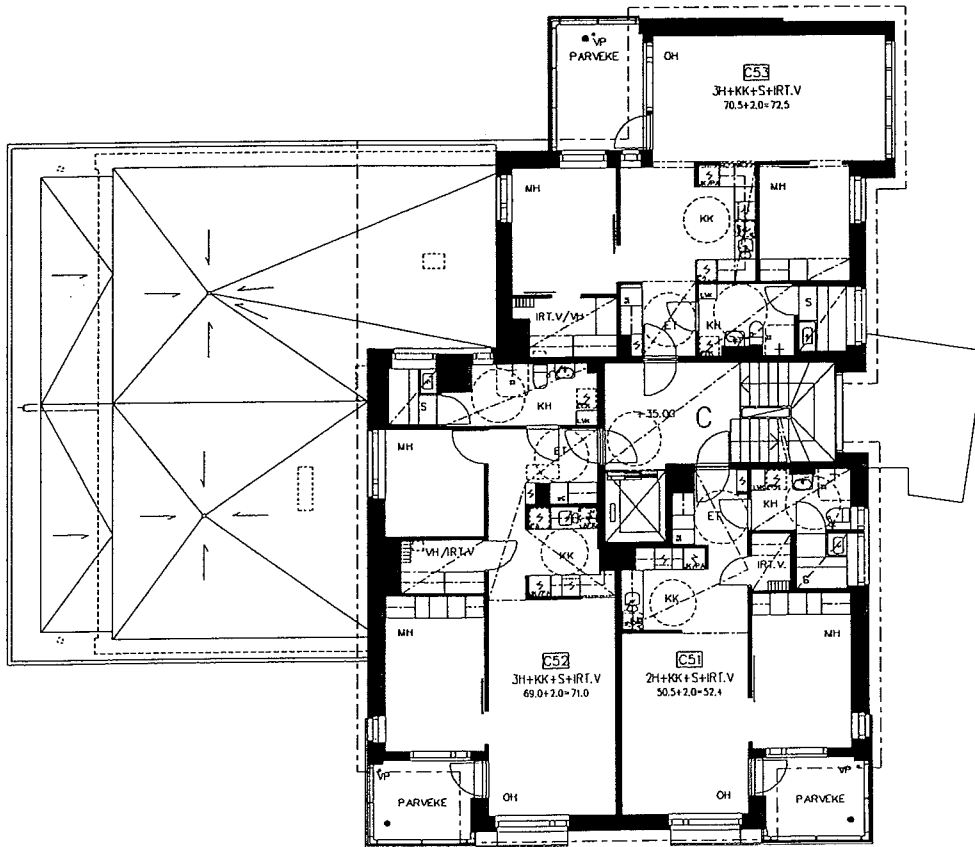 VP
PARVEKE
OH
C53
3H+KK+S+IRT.V
70.5+2.0=72.5
MH
KK
MH
IRT.V/VH
ET
KH
S
S
KH
+35.00
C
MH
ET
KH
ET
VH/IRT.V
KK
IRT.V.
S
KK
MH
MH
C52
3H+KK+S+IRT.V
69.0+2.0=71.0
C51
2H+KK+S+IRT.V
50.5+2.0=52.4
VP
PARVEKE
OH
OH
VP
PARVEKE